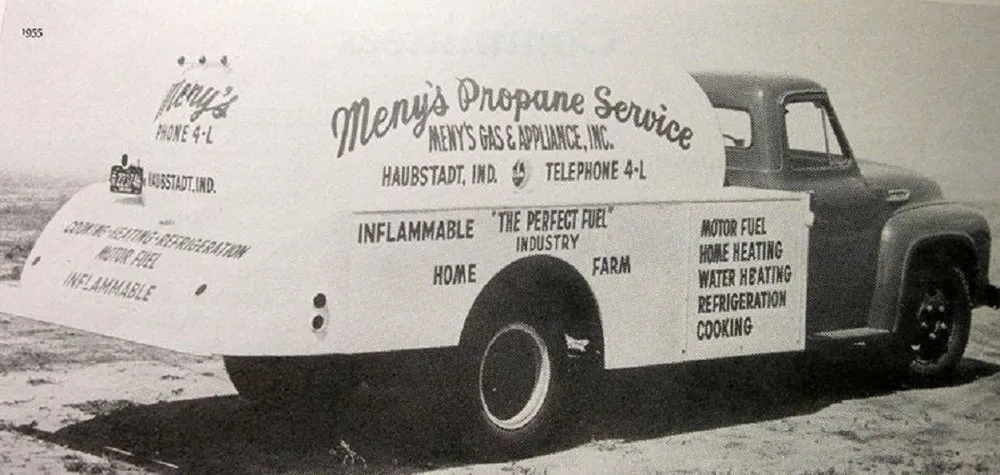 1955
Meny's
PHONE 4-L
HAUBSTADT, IND.
COOKING-HEATING-REFRIGERATION
MOTOR FUEL
INFLAMMABLE
Meny's Propane Service
MENY'S GAS & APPLIANCE, INC.
HAUBSTADT, IND. TELEPHONE 4-L
INFLAMMABLE "THE PERFECT FUEL"
INDUSTRY
HOME FARM
MOTOR FUEL
HOME HEATING
WATER HEATING
REFRIGERATION
COOKING